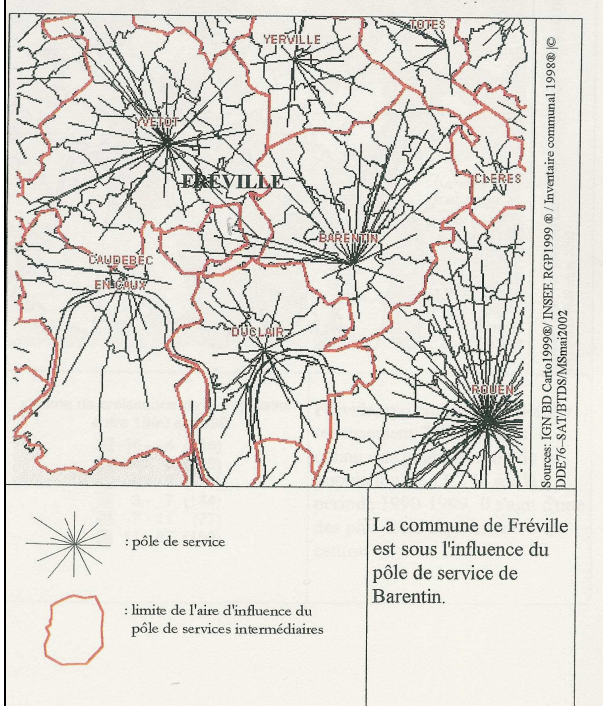 TOTES
YERVILLE
YVETOT
FREVILLE
CLERES
BARENTIN
CAUDEBEC
EN CAUX
DUCLAIR
ROUEN
Sources: IGN BD Carto1999®/ INSEE RGP1999 ® / Inventaire communal 1998® |©
DDE76-SAT/BTDS/MSmai2002
: pôle de service
: limite de l'aire d'influence du
pôle de services intermédiaires
La commune de Fréville
est sous l'influence du
pôle de service de
Barentin.